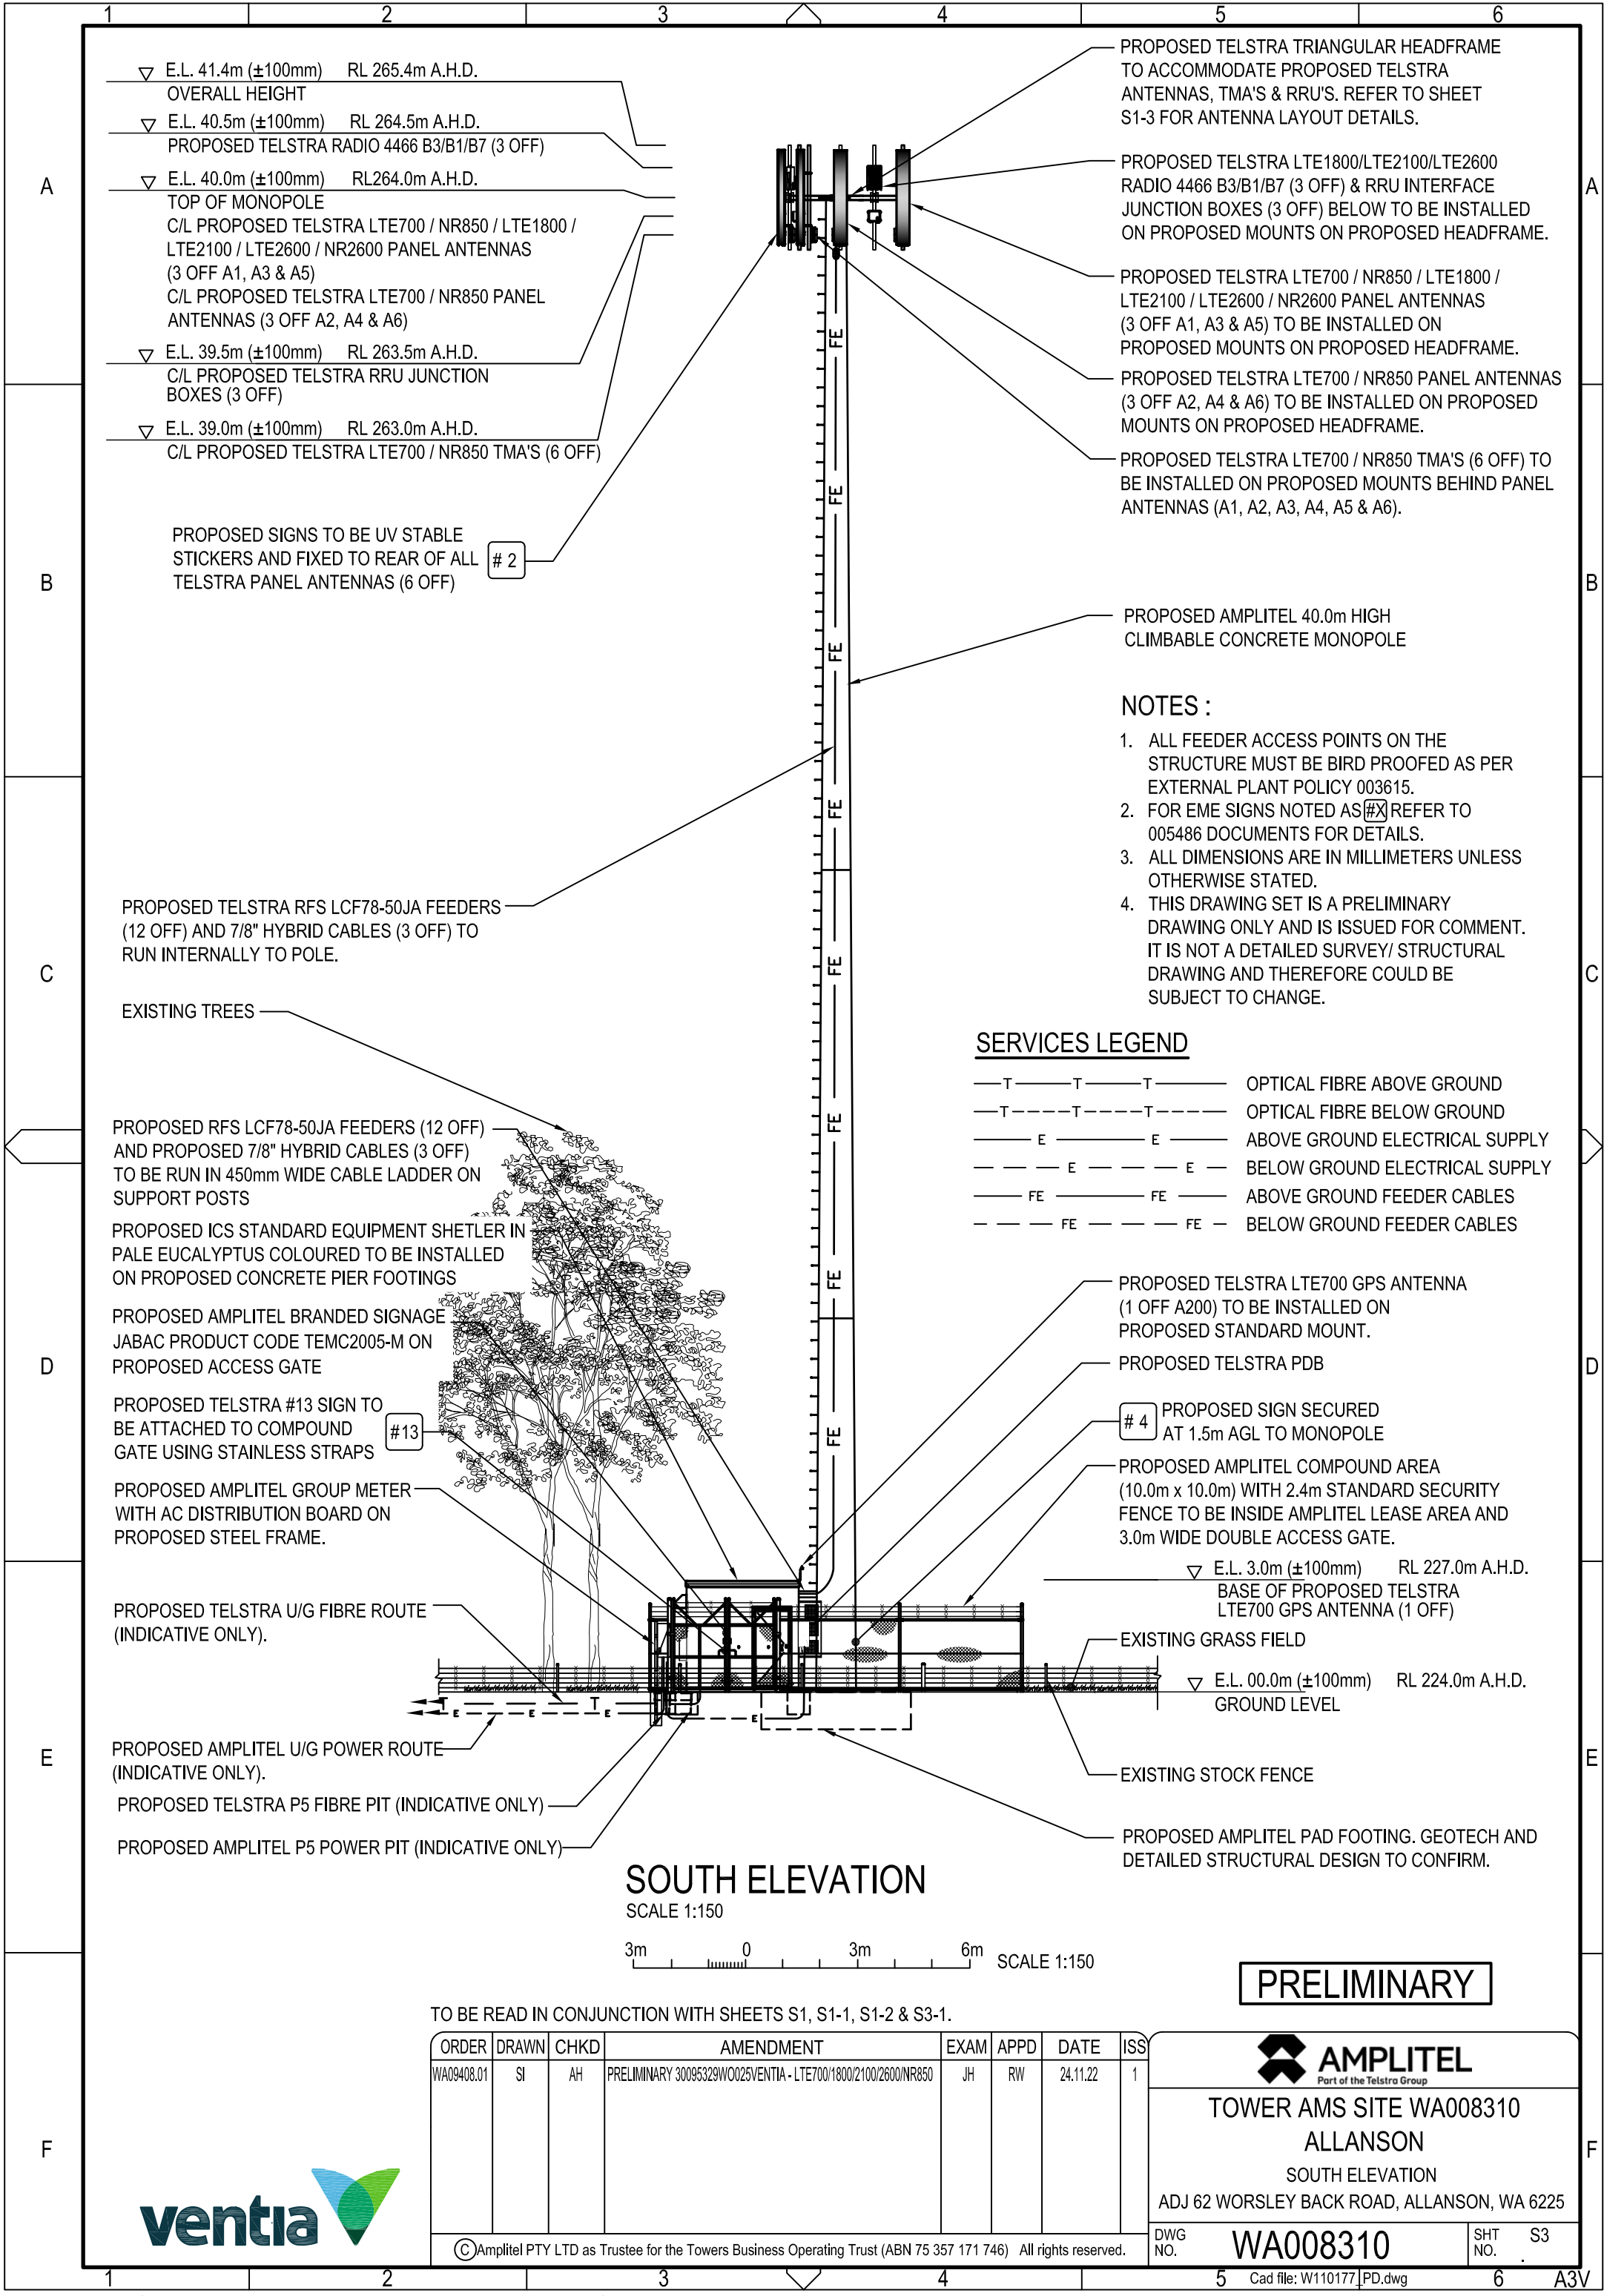 1 2 3 4 5 6
A
B
C
D
E
F
E.L. 41.4m (±100mm) RL 265.4m A.H.D.
OVERALL HEIGHT
E.L. 40.5m (±100mm) RL 264.5m A.H.D.
PROPOSED TELSTRA RADIO 4466 B3/B1/B7 (3 OFF)
E.L. 40.0m (±100mm) RL264.0m A.H.D.
TOP OF MONOPOLE
C/L PROPOSED TELSTRA LTE700 / NR850 / LTE1800 /
LTE2100 / LTE2600 / NR2600 PANEL ANTENNAS
(3 OFF A1, A3 & A5)
C/L PROPOSED TELSTRA LTE700 / NR850 PANEL
ANTENNAS (3 OFF A2, A4 & A6)
E.L. 39.5m (±100mm) RL 263.5m A.H.D.
C/L PROPOSED TELSTRA RRU JUNCTION
BOXES (3 OFF)
E.L. 39.0m (±100mm) RL 263.0m A.H.D.
C/L PROPOSED TELSTRA LTE700 / NR850 TMA'S (6 OFF)
PROPOSED SIGNS TO BE UV STABLE
STICKERS AND FIXED TO REAR OF ALL
TELSTRA PANEL ANTENNAS (6 OFF)
# 2
PROPOSED TELSTRA RFS LCF78-50JA FEEDERS
(12 OFF) AND 7/8" HYBRID CABLES (3 OFF) TO
RUN INTERNALLY TO POLE.
EXISTING TREES
PROPOSED RFS LCF78-50JA FEEDERS (12 OFF)
AND PROPOSED 7/8" HYBRID CABLES (3 OFF)
TO BE RUN IN 450mm WIDE CABLE LADDER ON
SUPPORT POSTS
PROPOSED ICS STANDARD EQUIPMENT SHETLER IN
PALE EUCALYPTUS COLOURED TO BE INSTALLED
ON PROPOSED CONCRETE PIER FOOTINGS
PROPOSED AMPLITEL BRANDED SIGNAGE
JABAC PRODUCT CODE TEMC2005-M ON
PROPOSED ACCESS GATE
PROPOSED TELSTRA #13 SIGN TO
BE ATTACHED TO COMPOUND
GATE USING STAINLESS STRAPS
#13
PROPOSED AMPLITEL GROUP METER
WITH AC DISTRIBUTION BOARD ON
PROPOSED STEEL FRAME.
PROPOSED TELSTRA U/G FIBRE ROUTE
(INDICATIVE ONLY).
PROPOSED AMPLITEL U/G POWER ROUTE
(INDICATIVE ONLY).
PROPOSED TELSTRA P5 FIBRE PIT (INDICATIVE ONLY)
PROPOSED AMPLITEL P5 POWER PIT (INDICATIVE ONLY)
FE
FE
FE
FE
FE
FE
FE
FE
T T
E E E E
PROPOSED TELSTRA TRIANGULAR HEADFRAME
TO ACCOMMODATE PROPOSED TELSTRA
ANTENNAS, TMA'S & RRU'S. REFER TO SHEET
S1-3 FOR ANTENNA LAYOUT DETAILS.
PROPOSED TELSTRA LTE1800/LTE2100/LTE2600
RADIO 4466 B3/B1/B7 (3 OFF) & RRU INTERFACE
JUNCTION BOXES (3 OFF) BELOW TO BE INSTALLED
ON PROPOSED MOUNTS ON PROPOSED HEADFRAME.
PROPOSED TELSTRA LTE700 / NR850 / LTE1800 /
LTE2100 / LTE2600 / NR2600 PANEL ANTENNAS
(3 OFF A1, A3 & A5) TO BE INSTALLED ON
PROPOSED MOUNTS ON PROPOSED HEADFRAME.
PROPOSED TELSTRA LTE700 / NR850 PANEL ANTENNAS
(3 OFF A2, A4 & A6) TO BE INSTALLED ON PROPOSED
MOUNTS ON PROPOSED HEADFRAME.
PROPOSED TELSTRA LTE700 / NR850 TMA'S (6 OFF) TO
BE INSTALLED ON PROPOSED MOUNTS BEHIND PANEL
ANTENNAS (A1, A2, A3, A4, A5 & A6).
PROPOSED AMPLITEL 40.0m HIGH
CLIMBABLE CONCRETE MONOPOLE
NOTES :
1. ALL FEEDER ACCESS POINTS ON THE
STRUCTURE MUST BE BIRD PROOFED AS PER
EXTERNAL PLANT POLICY 003615.
2. FOR EME SIGNS NOTED AS #X REFER TO
005486 DOCUMENTS FOR DETAILS.
3. ALL DIMENSIONS ARE IN MILLIMETERS UNLESS
OTHERWISE STATED.
4. THIS DRAWING SET IS A PRELIMINARY
DRAWING ONLY AND IS ISSUED FOR COMMENT.
IT IS NOT A DETAILED SURVEY/ STRUCTURAL
DRAWING AND THEREFORE COULD BE
SUBJECT TO CHANGE.
SERVICES LEGEND
T T T OPTICAL FIBRE ABOVE GROUND
T T T OPTICAL FIBRE BELOW GROUND
E E ABOVE GROUND ELECTRICAL SUPPLY
E E BELOW GROUND ELECTRICAL SUPPLY
FE FE ABOVE GROUND FEEDER CABLES
FE FE BELOW GROUND FEEDER CABLES
PROPOSED TELSTRA LTE700 GPS ANTENNA
(1 OFF A200) TO BE INSTALLED ON
PROPOSED STANDARD MOUNT.
PROPOSED TELSTRA PDB
# 4
PROPOSED SIGN SECURED
AT 1.5m AGL TO MONOPOLE
PROPOSED AMPLITEL COMPOUND AREA
(10.0m x 10.0m) WITH 2.4m STANDARD SECURITY
FENCE TO BE INSIDE AMPLITEL LEASE AREA AND
3.0m WIDE DOUBLE ACCESS GATE.
E.L. 3.0m (±100mm) RL 227.0m A.H.D.
BASE OF PROPOSED TELSTRA
LTE700 GPS ANTENNA (1 OFF)
EXISTING GRASS FIELD
E.L. 00.0m (±100mm) RL 224.0m A.H.D.
GROUND LEVEL
EXISTING STOCK FENCE
PROPOSED AMPLITEL PAD FOOTING. GEOTECH AND
DETAILED STRUCTURAL DESIGN TO CONFIRM.
SOUTH ELEVATION
SCALE 1:150
3m 0 3m 6m SCALE 1:150
PRELIMINARY
TO BE READ IN CONJUNCTION WITH SHEETS S1, S1-1, S1-2 & S3-1.
ORDER DRAWN CHKD AMENDMENT EXAM APPD DATE ISS
WA09408.01 SI AH PRELIMINARY 30095329WO025VENTIA - LTE700/1800/2100/2600/NR850 JH RW 24.11.22 1
ventia
© Amplitel PTY LTD as Trustee for the Towers Business Operating Trust (ABN 75 357 171 746) All rights reserved.
AMPLITEL
Part of the Telstra Group
TOWER AMS SITE WA008310
ALLANSON
SOUTH ELEVATION
ADJ 62 WORSLEY BACK ROAD, ALLANSON, WA 6225
DWG NO. WA008310 SHT NO. S3
.
Cad file: W110177_PD.dwg
A
B
C
D
E
F
1 2 3 4 5 6 A3V